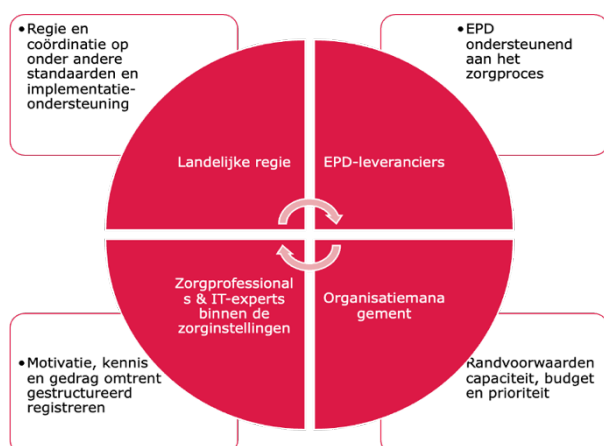 •Regie en
coördinatie op
onder andere
standaarden en
implementatie-
ondersteuning
•EPD
ondersteunend
aan het
zorgproces
Landelijke regie
EPD-leveranciers
Zorgprofessional
s & IT-experts
binnen de
zorginstellingen
Organisatiemana
gement
•Motivatie, kennis
en gedrag omtrent
gestructureerd
registreren
Randvoorwaarden
capaciteit, budget
en prioriteit